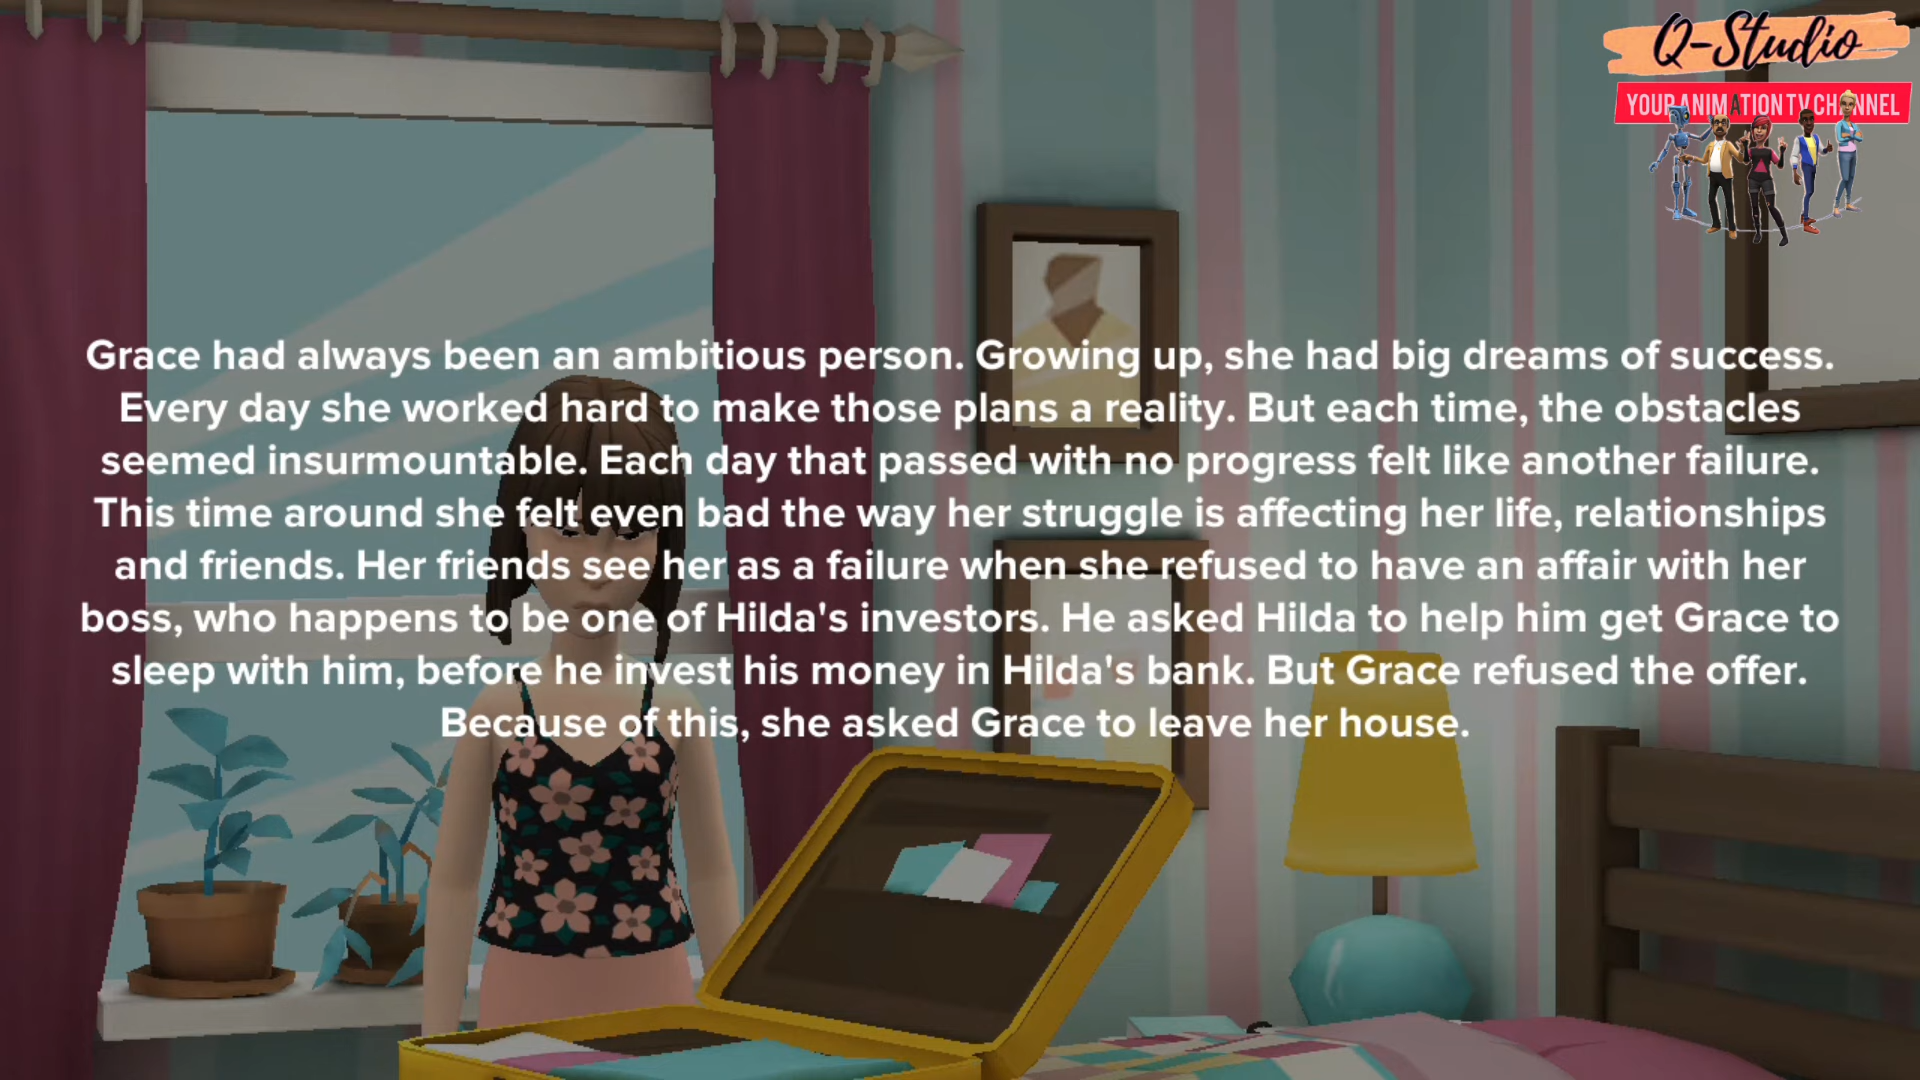 Q-Studio
YOUR ANIMATION TV CHANNEL
Grace had always been an ambitious person. Growing up, she had big dreams of success.
Every day she worked hard to make those plans a reality. But each time, the obstacles
seemed insurmountable. Each day that passed with no progress felt like another failure.
This time around she felt even bad the way her struggle is affecting her life, relationships
and friends. Her friends see her as a failure when she refused to have an affair with her
boss, who happens to be one of Hilda's investors. He asked Hilda to help him get Grace to
sleep with him, before he invest his money in Hilda's bank. But Grace refused the offer.
Because of this, she asked Grace to leave her house.